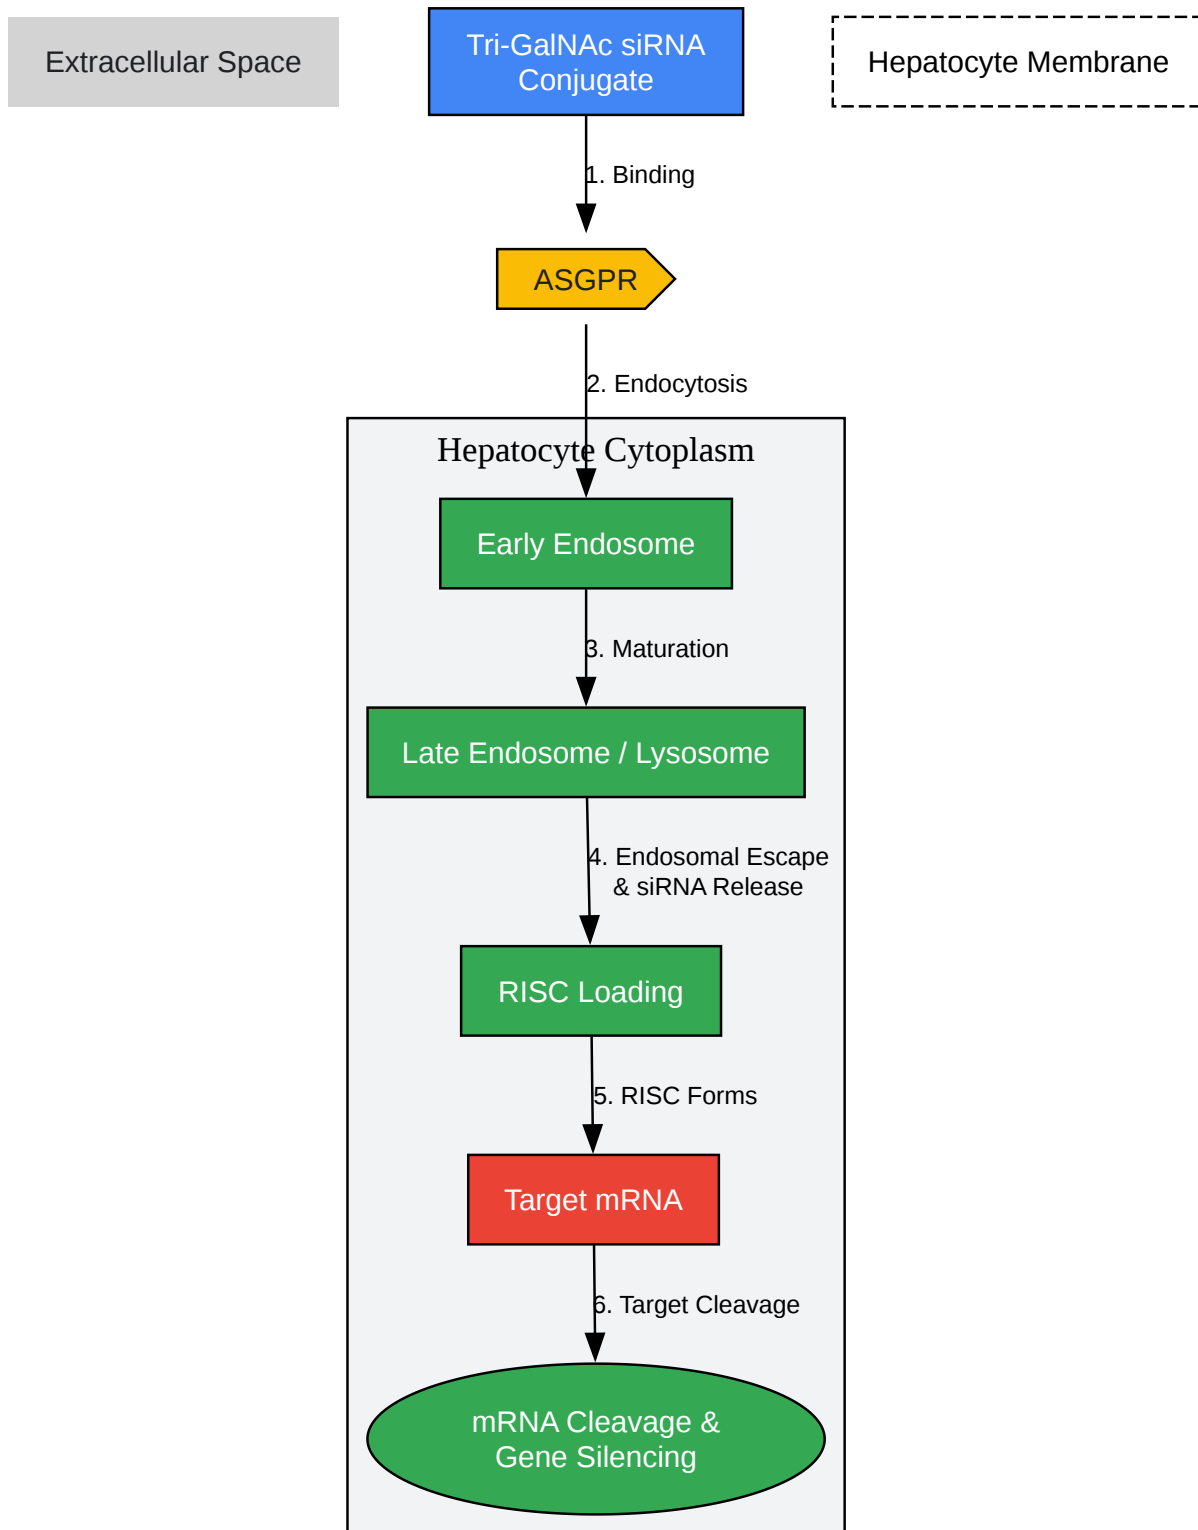 Extracellular Space
Tri-GalNAc siRNA
Conjugate
Hepatocyte Membrane
1. Binding
ASGPR
2. Endocytosis
Hepatocyte Cytoplasm
Early Endosome
3. Maturation
Late Endosome / Lysosome
4. Endosomal Escape
& siRNA Release
RISC Loading
5. RISC Forms
Target mRNA
6. Target Cleavage
mRNA Cleavage &
Gene Silencing